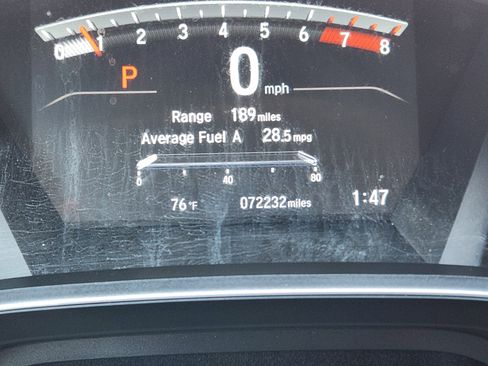 0 1 2 3 4 5 6 7 8
P 0 mph
Range 189 miles
Average Fuel A 28.5 mpg
0 40 80
76°F 072232 miles 1:47